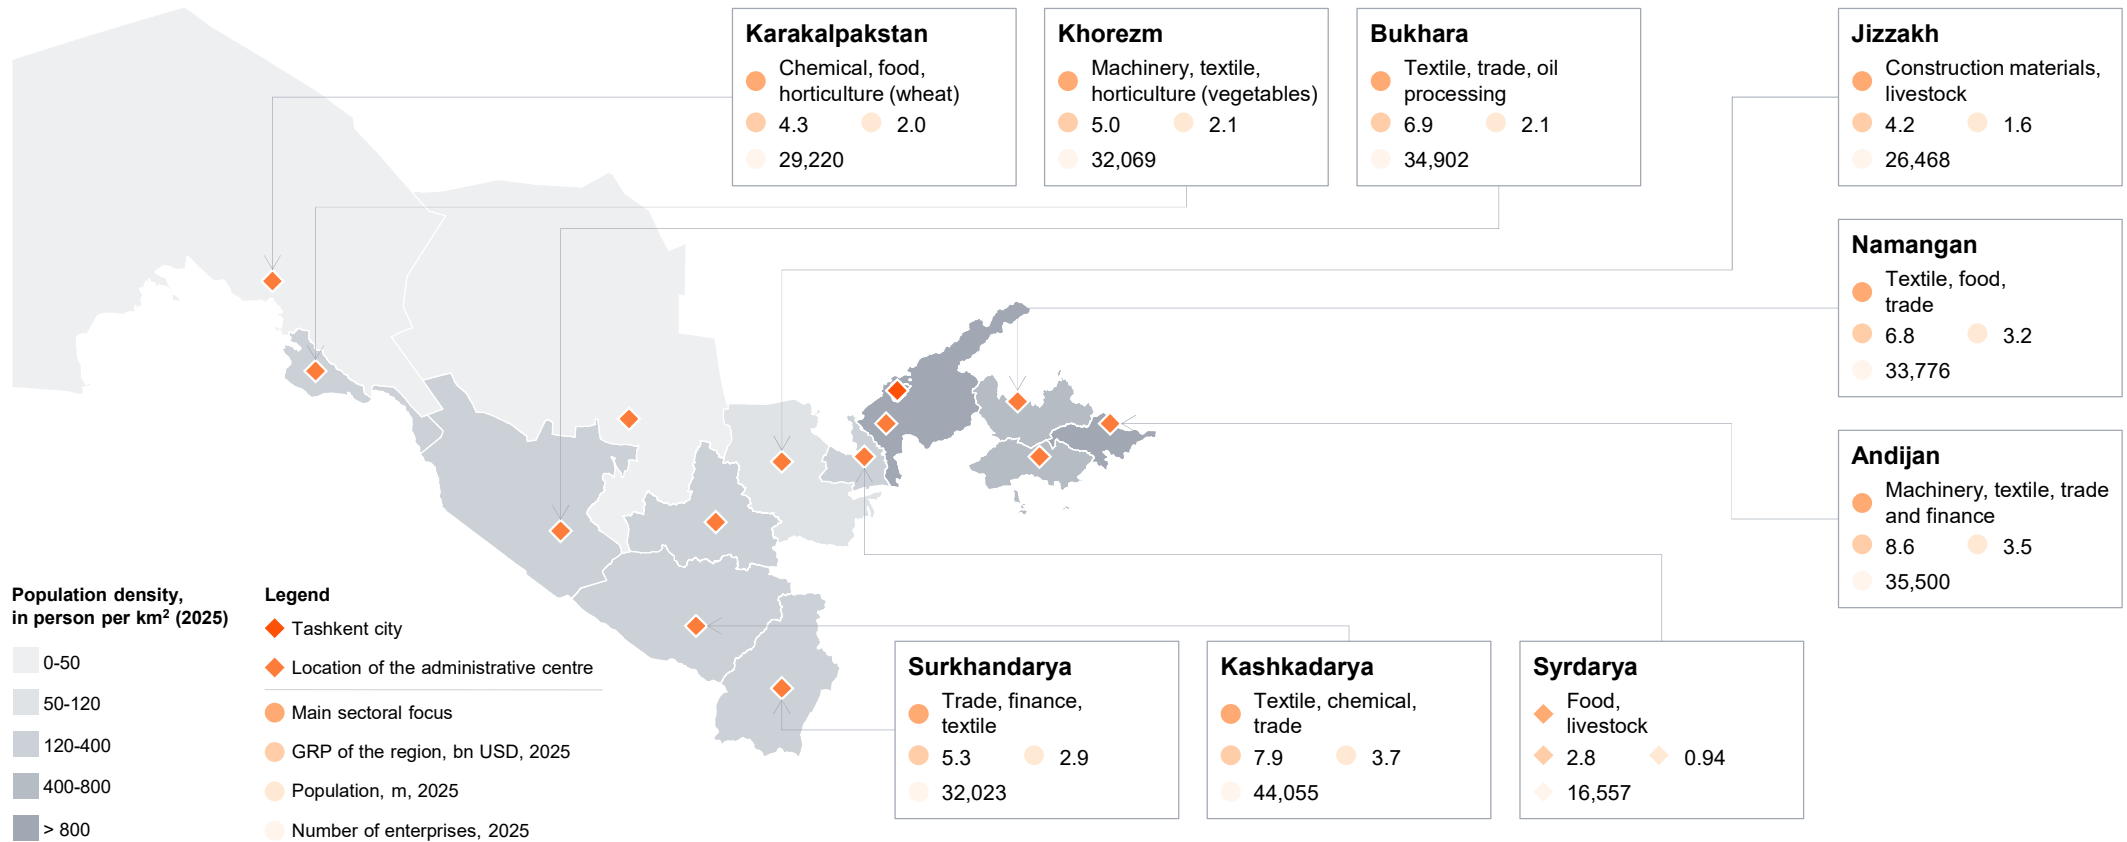 Karakalpakstan
Chemical, food,
horticulture (wheat)
4.3 2.0
29,220
Khorezm
Machinery, textile,
horticulture (vegetables)
5.0 2.1
32,069
Bukhara
Textile, trade, oil
processing
6.9 2.1
34,902
Jizzakh
Construction materials,
livestock
4.2 1.6
26,468
Namangan
Textile, food,
trade
6.8 3.2
33,776
Andijan
Machinery, textile, trade
and finance
8.6 3.5
35,500
Population density,
in person per km² (2025)
0-50
50-120
120-400
400-800
> 800
Legend
Tashkent city
Location of the administrative centre
Main sectoral focus
GRP of the region, bn USD, 2025
Population, m, 2025
Number of enterprises, 2025
Surkhandarya
Trade, finance,
textile
5.3 2.9
32,023
Kashkadarya
Textile, chemical,
trade
7.9 3.7
44,055
Syrdarya
Food,
livestock
2.8 0.94
16,557